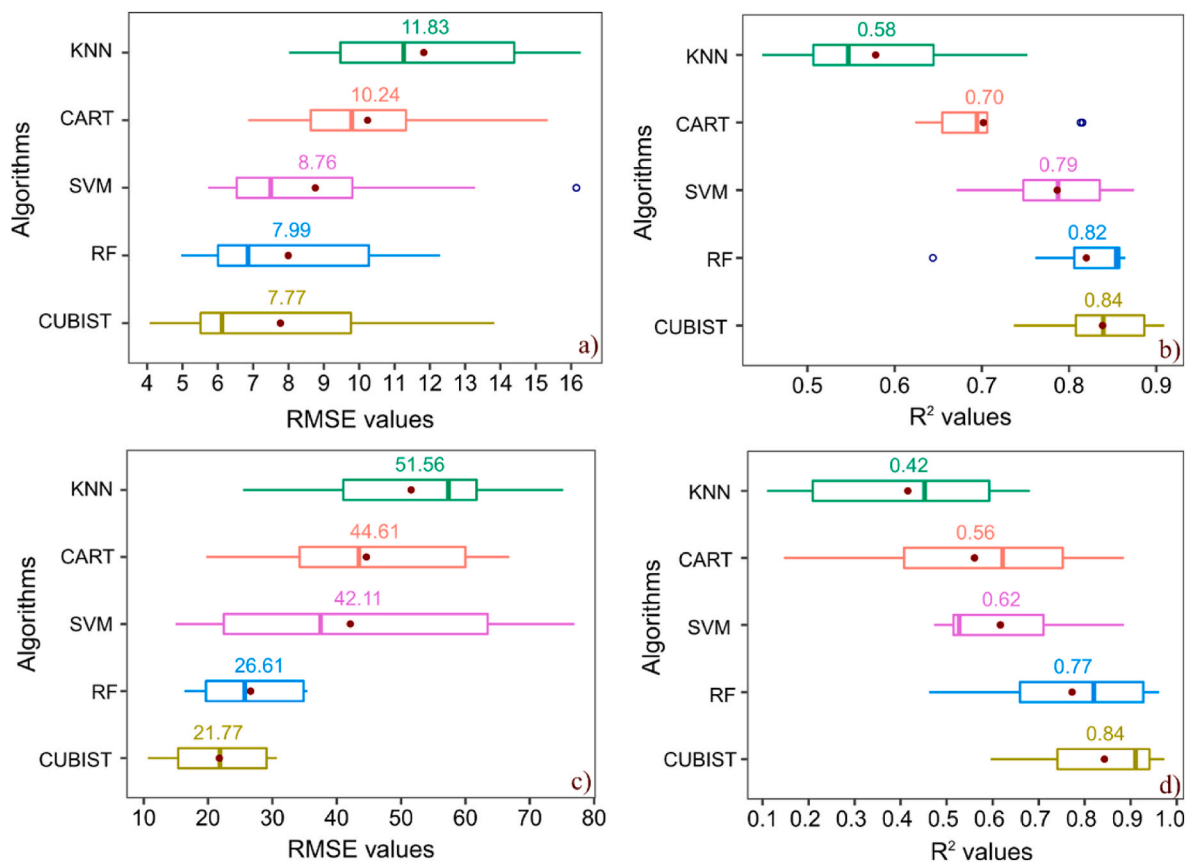 11.83
KNN
10.24
CART
8.76
SVM
7.99
RF
7.77
CUBIST
a)
Algorithms
4 5 6 7 8 9 10 11 12 13 14 15 16
RMSE values
0.58
KNN
0.70
CART
0.79
SVM
0.82
RF
0.84
CUBIST
b)
Algorithms
0.5 0.6 0.7 0.8 0.9
R² values
51.56
KNN
44.61
CART
42.11
SVM
26.61
RF
21.77
CUBIST
c)
Algorithms
10 20 30 40 50 60 70 80
RMSE values
0.42
KNN
0.56
CART
0.62
SVM
0.77
RF
0.84
CUBIST
d)
Algorithms
0.1 0.2 0.3 0.4 0.5 0.6 0.7 0.8 0.9 1.0
R² values